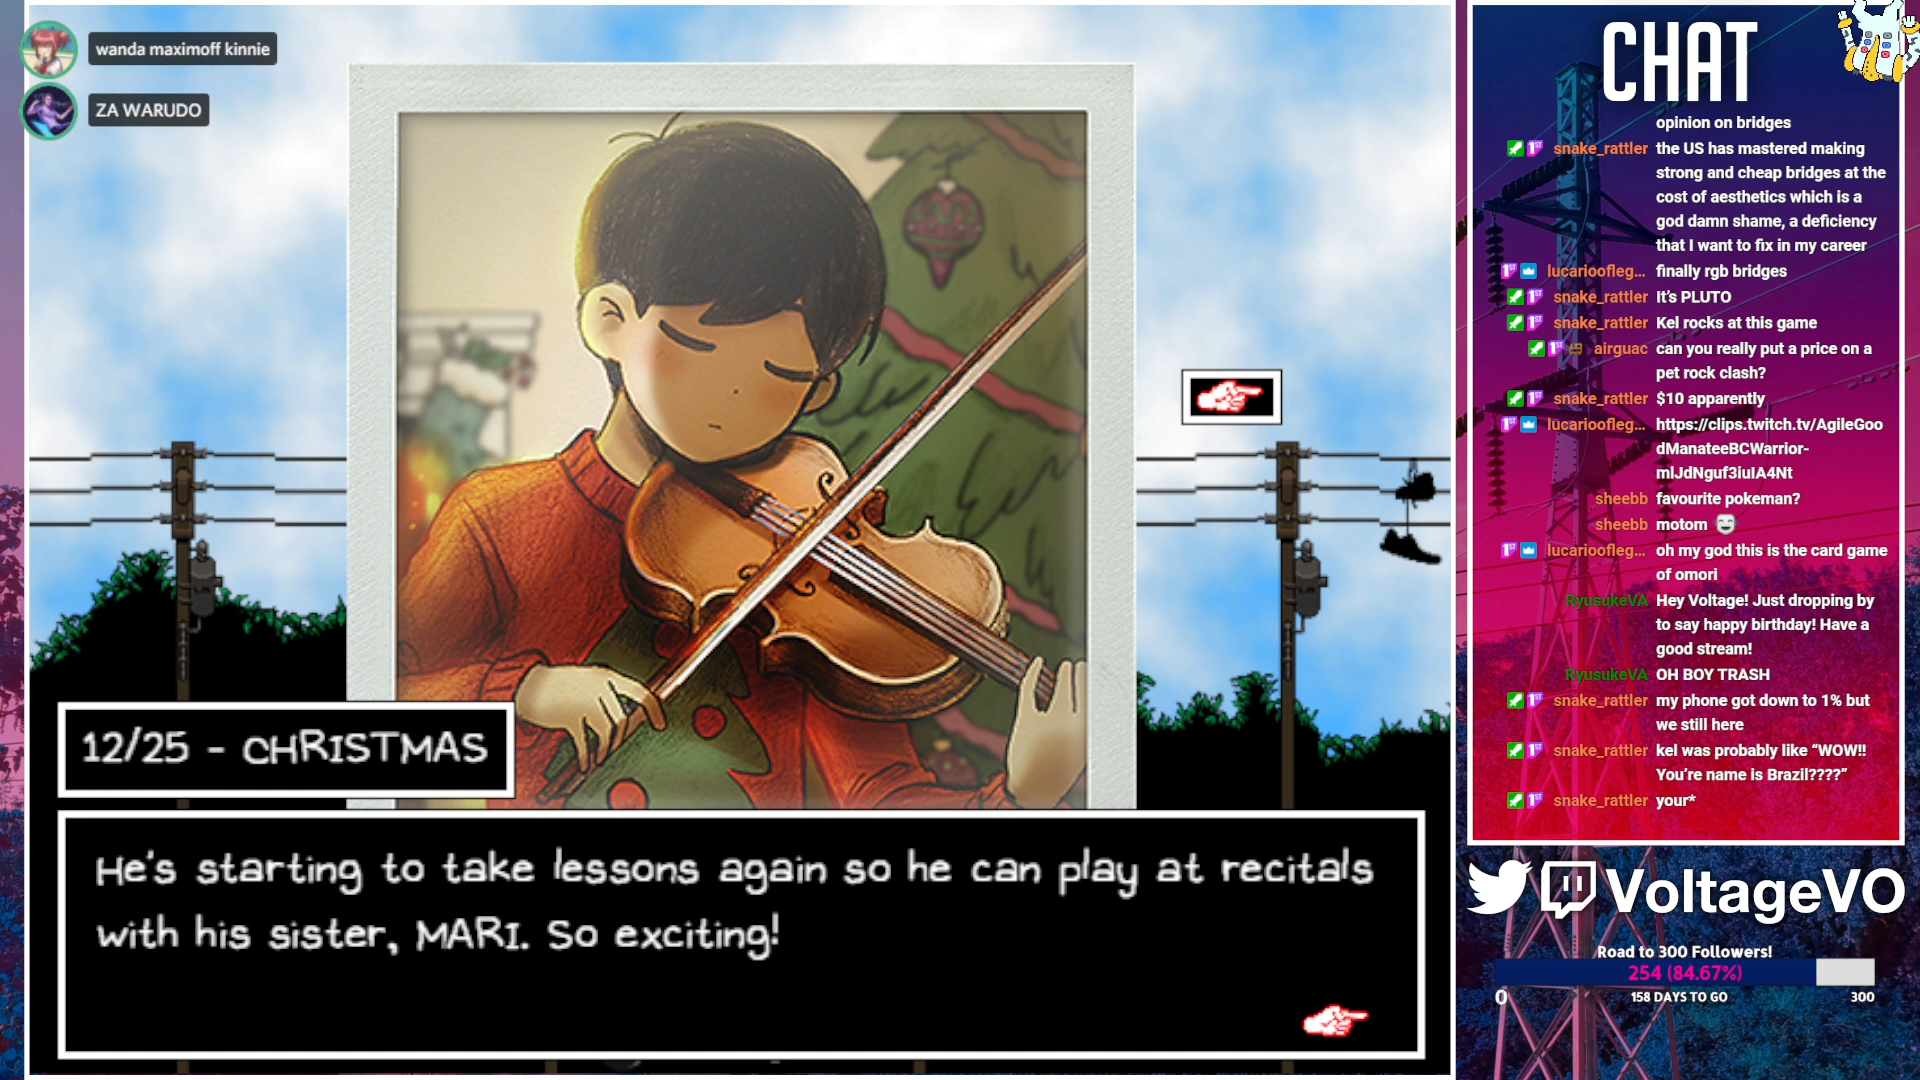 wanda maximoff kinnie
ZA WARUDO
12/25 - CHRISTMAS
He's starting to take lessons again so he can play at recitals
with his sister, MARI. So exciting!
CHAT
opinion on bridges
snake_rattler the US has mastered making
strong and cheap bridges at the
cost of aesthetics which is a
god damn shame, a deficiency
that I want to fix in my career
lucarioofleg... finally rgb bridges
snake_rattler It's PLUTO
snake_rattler Kel rocks at this game
airguac can you really put a price on a
pet rock clash?
snake_rattler $10 apparently
lucarioofleg... https://clips.twitch.tv/AgileGoo
dManateeBCWarrior-
mlJdNguf3iuIA4Nt
sheebb favourite pokeman?
sheebb motom
lucarioofleg... oh my god this is the card game
of omori
RyusukeVA Hey Voltage! Just dropping by
to say happy birthday! Have a
good stream!
RyusukeVA OH BOY TRASH
snake_rattler my phone got down to 1% but
we still here
snake_rattler kel was probably like “WOW!!
You’re name is Brazil????”
snake_rattler your*
VoltageVO
Road to 300 Followers!
254 (84.67%)
0 158 DAYS TO GO 300